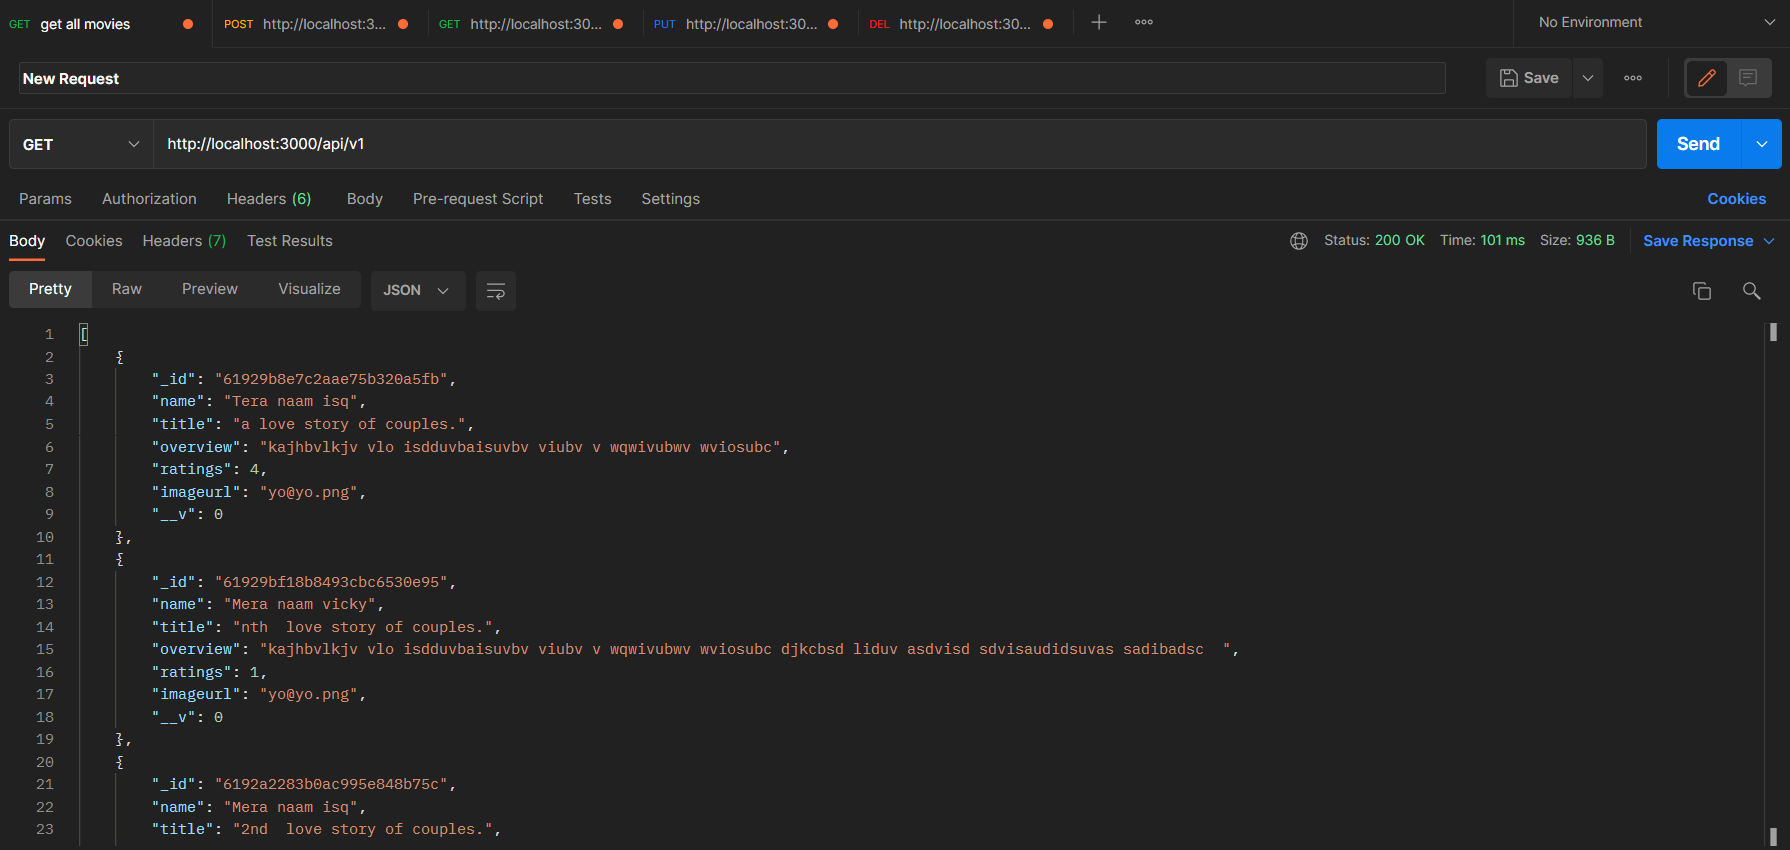 GET get all movies POST http://localhost:3... GET http://localhost:30... PUT http://localhost:30... DEL http://localhost:30... No Environment
New Request Save
GET http://localhost:3000/api/v1 Send
Params Authorization Headers (6) Body Pre-request Script Tests Settings Cookies
Body Cookies Headers (7) Test Results Status: 200 OK Time: 101 ms Size: 936 B Save Response
Pretty Raw Preview Visualize JSON
1 [
2 {
3 "_id": "61929b8e7c2aae75b320a5fb",
4 "name": "Tera naam isq",
5 "title": "a love story of couples.",
6 "overview": "kajhbvlkjv vlo isdduvbaisuvbv viubv v wqwivubwv wviosubc",
7 "ratings": 4,
8 "imageurl": "yo@yo.png",
9 "__v": 0
10 },
11 {
12 "_id": "61929bf18b8493cbc6530e95",
13 "name": "Mera naam vicky",
14 "title": "nth  love story of couples.",
15 "overview": "kajhbvlkjv vlo isdduvbaisuvbv viubv v wqwivubwv wviosubc djkcbsd liduv asdvisd sdvisaudidsuvas sadibadsc  ",
16 "ratings": 1,
17 "imageurl": "yo@yo.png",
18 "__v": 0
19 },
20 {
21 "_id": "6192a2283b0ac995e848b75c",
22 "name": "Mera naam isq",
23 "title": "2nd  love story of couples.",